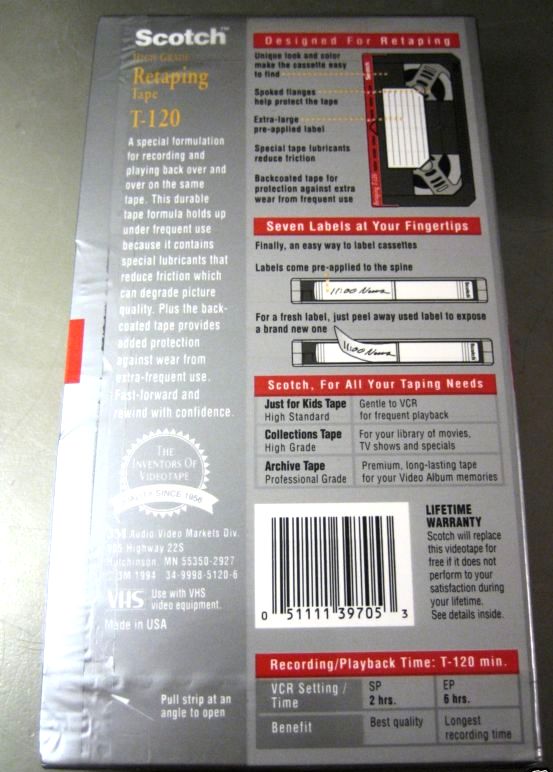 Scotch™
HIGH GRADE
Retaping
Tape
T-120
A special formulation
for recording and
playing back over and
over on the same
tape. This durable
tape formula holds up
under frequent use
because it contains
special lubricants that
reduce friction which
can degrade picture
quality. Plus the back-
coated tape provides
added protection
against wear from
extra-frequent use.
Fast-forward and
rewind with confidence.
THE
INVENTORS OF
VIDEOTAPE
SINCE 1956
3M Audio Video Markets Div.
Highway 22S
Hutchinson, MN 55350-2927
3M 1994 34-9998-5120-6
VHS
Use with VHS
video equipment.
Made in USA
Pull strip at an
angle to open
Designed For Retaping
Unique look and color
make the cassette easy
to find
Spoked flanges
help protect the tape
Extra-large
pre-applied label
Special tape lubricants
reduce friction
Backcoated tape for
protection against extra
wear from frequent use
Scotch
Retaping T-120
Seven Labels at Your Fingertips
Finally, an easy way to label cassettes
Labels come pre-applied to the spine
11:00 News
Scotch
For a fresh label, just peel away used label to expose
a brand new one
11:00 News
Scotch
Scotch, For All Your Taping Needs
Just for Kids Tape Gentle to VCR
High Standard for frequent playback
Collections Tape For your library of movies,
High Grade TV shows and specials
Archive Tape Premium, long-lasting tape
Professional Grade for your Video Album memories
0 51111 39705 3
LIFETIME
WARRANTY
Scotch will replace
this videotape for
free if it does not
perform to your
satisfaction during
your lifetime.
See details inside.
Recording/Playback Time: T-120 min.
VCR Setting / SP EP
Time 2 hrs. 6 hrs.
Benefit Best quality Longest
recording time